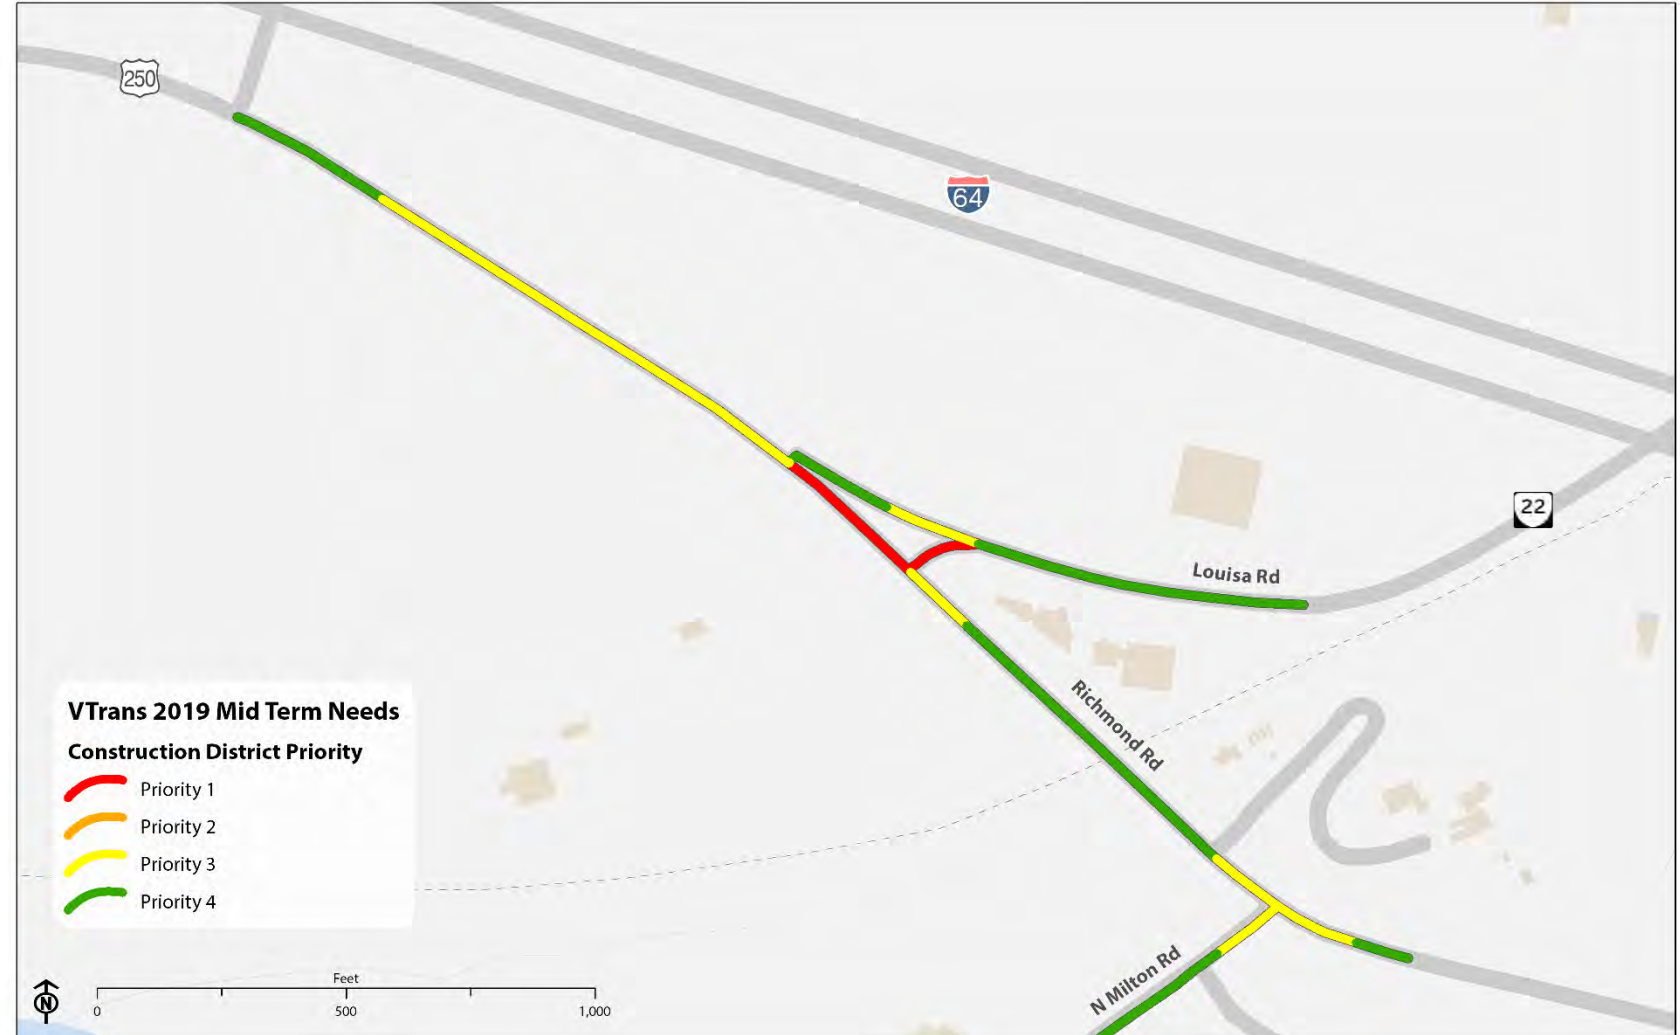 250
64
22
Louisa Rd
Richmond Rd
N Milton Rd
VTrans 2019 Mid Term Needs
Construction District Priority
Priority 1
Priority 2
Priority 3
Priority 4
Feet
0 500 1,000
N